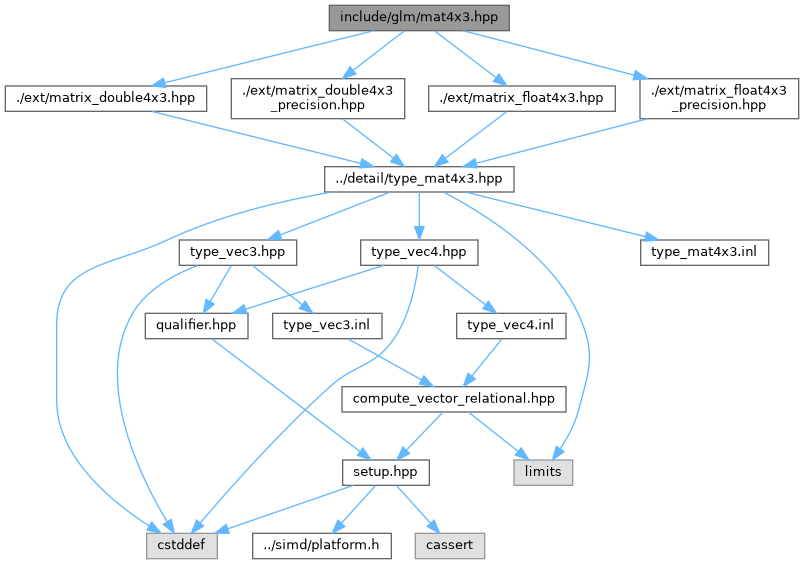 include/glm/mat4x3.hpp
./ext/matrix_double4x3.hpp
./ext/matrix_double4x3
_precision.hpp
./ext/matrix_float4x3.hpp
./ext/matrix_float4x3
_precision.hpp
../detail/type_mat4x3.hpp
type_vec3.hpp
type_vec4.hpp
type_mat4x3.inl
qualifier.hpp
type_vec3.inl
type_vec4.inl
compute_vector_relational.hpp
setup.hpp
limits
cstddef
../simd/platform.h
cassert